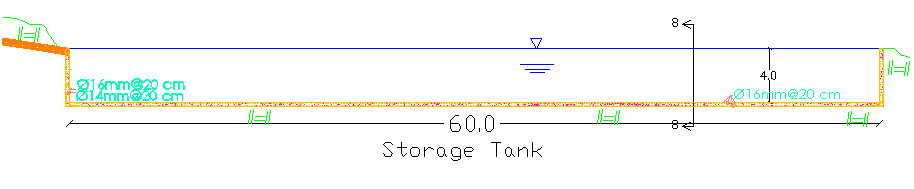 8
4.0
Ø16mm@20 cm
Ø14mm@20 cm
Ø16mm@20 cm
60.0
8
Storage Tank